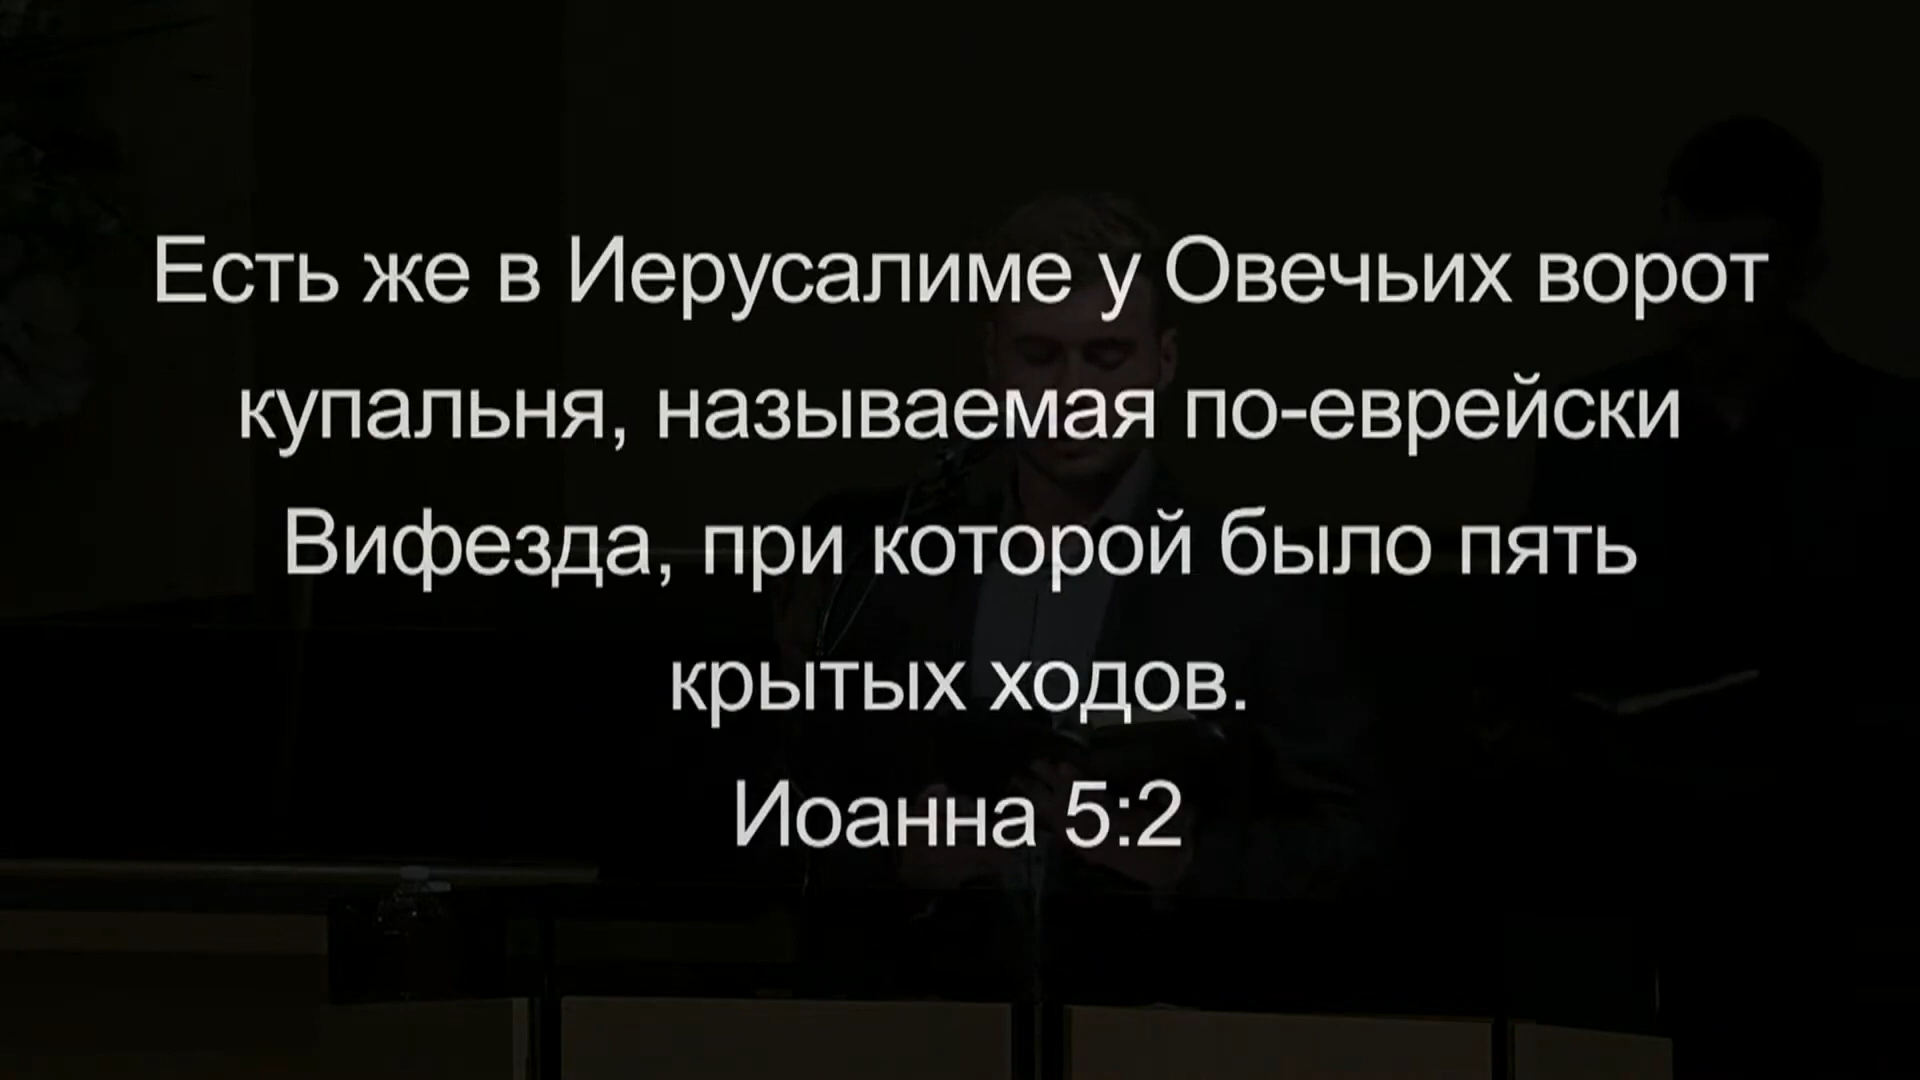 Есть же в Иерусалиме у Овечьих ворот
купальня, называемая по-еврейски
Вифезда, при которой было пять
крытых ходов.
Иоанна 5:2